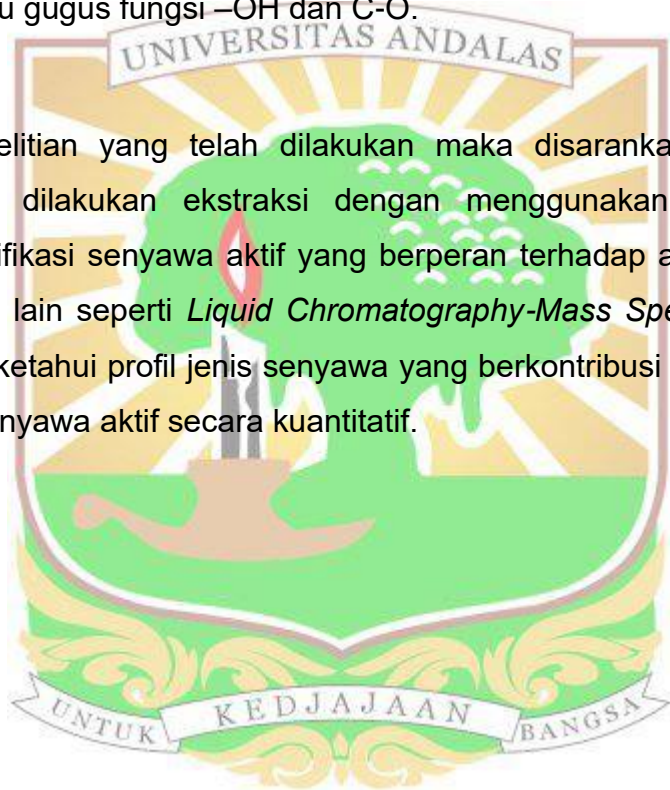 u gugus fungsi –OH dan C-O.
UNIVERSITAS ANDALAS
elitian yang telah dilakukan maka disaranka
dilakukan ekstraksi dengan menggunakan
ifikasi senyawa aktif yang berperan terhadap a
lain seperti Liquid Chromatography-Mass Spe
ketahui profil jenis senyawa yang berkontribusi
nyawa aktif secara kuantitatif.
UNTUK KEDJAJAAN BANGSA